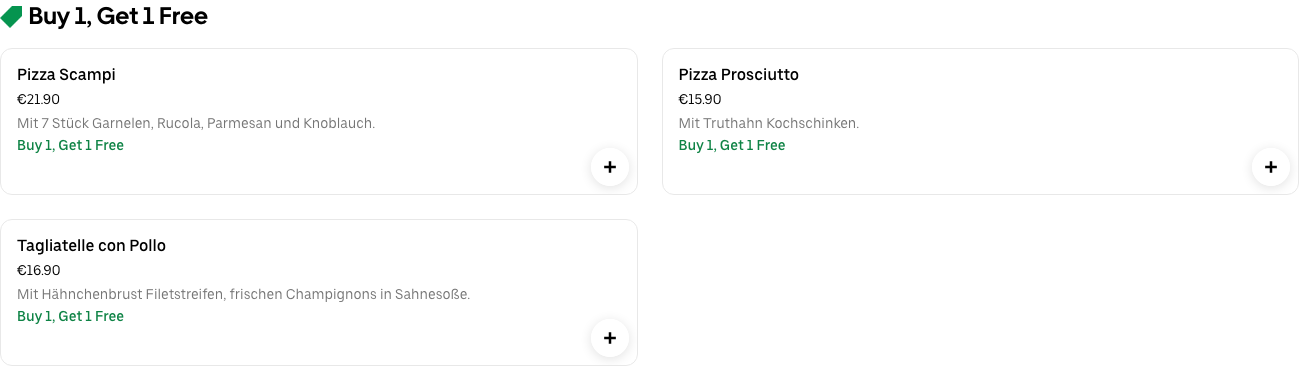 Buy 1, Get 1 Free
Pizza Scampi
€21.90
Mit 7 Stück Garnelen, Rucola, Parmesan und Knoblauch.
Buy 1, Get 1 Free
Pizza Prosciutto
€15.90
Mit Truthahn Kochschinken.
Buy 1, Get 1 Free
Tagliatelle con Pollo
€16.90
Mit Hähnchenbrust Filetstreifen, frischen Champignons in Sahnesoße.
Buy 1, Get 1 Free